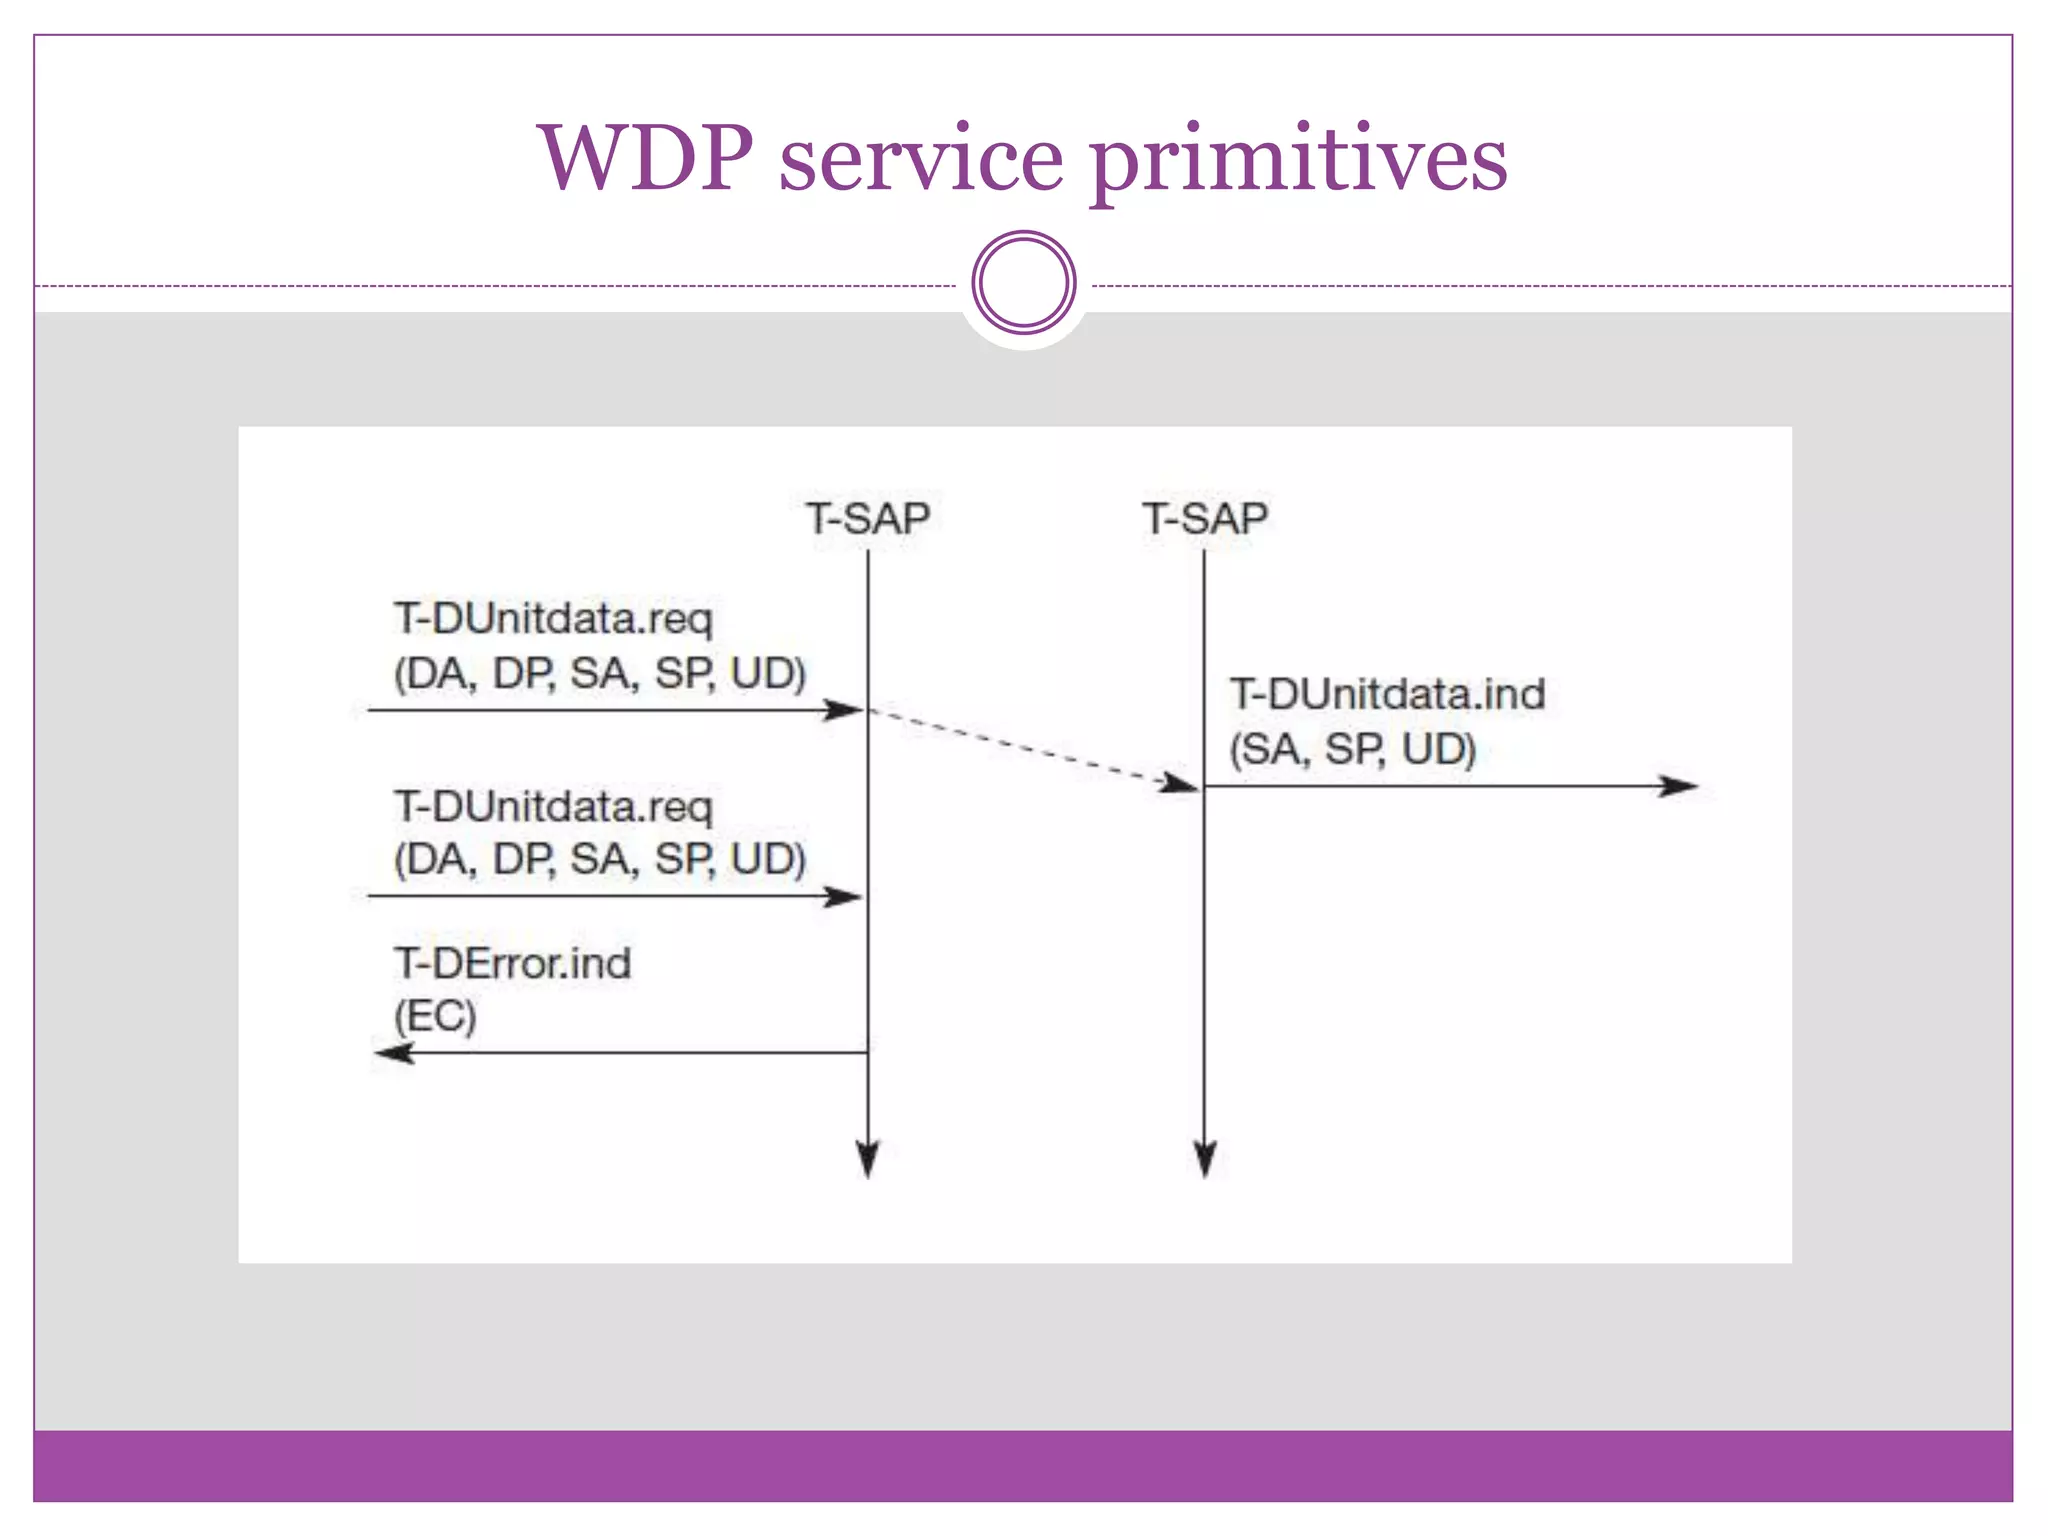 WDP service primitives
T-SAP
T-SAP
T-DUnitdata.req
(DA, DP, SA, SP, UD)
T-DUnitdata.ind
(SA, SP, UD)
T-DUnitdata.req
(DA, DP, SA, SP, UD)
T-DError.ind
(EC)